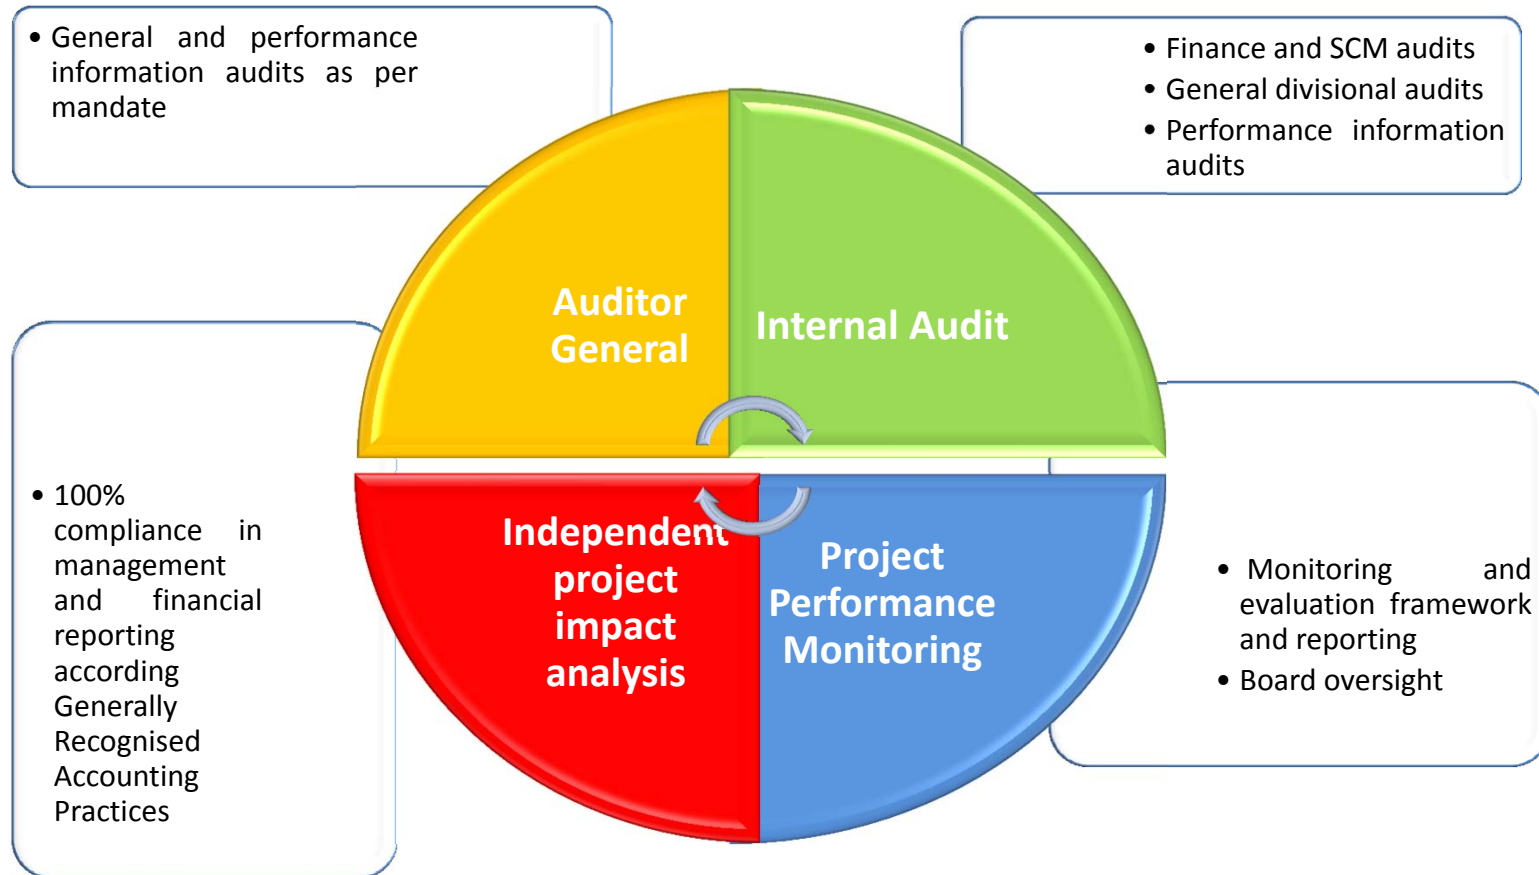 • General and performance
information audits as per
mandate
• Finance and SCM audits
• General divisional audits
• Performance information
audits
Auditor
General
Internal Audit
Independent
project
impact
analysis
Project
Performance
Monitoring
• 100%
compliance in
management
and financial
reporting
according
Generally
Recognised
Accounting
Practices
• Monitoring and
evaluation framework
and reporting
• Board oversight